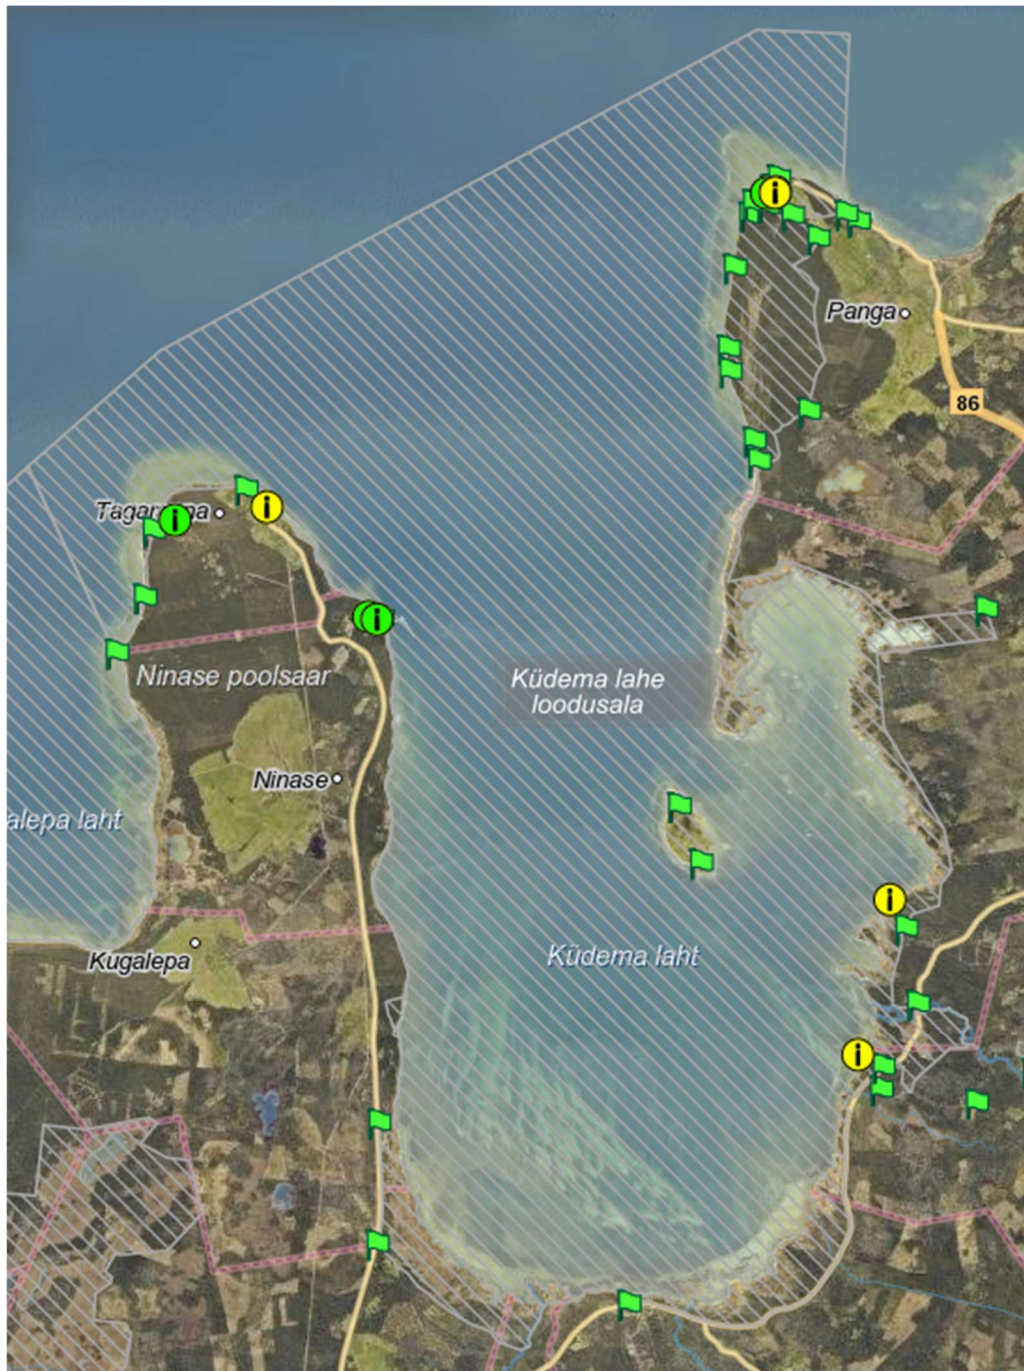 Panga
86
Ninase poolsaar
Küdema lahe
loodusala
Ninase
alepa laht
Kugalepa
Küdema laht